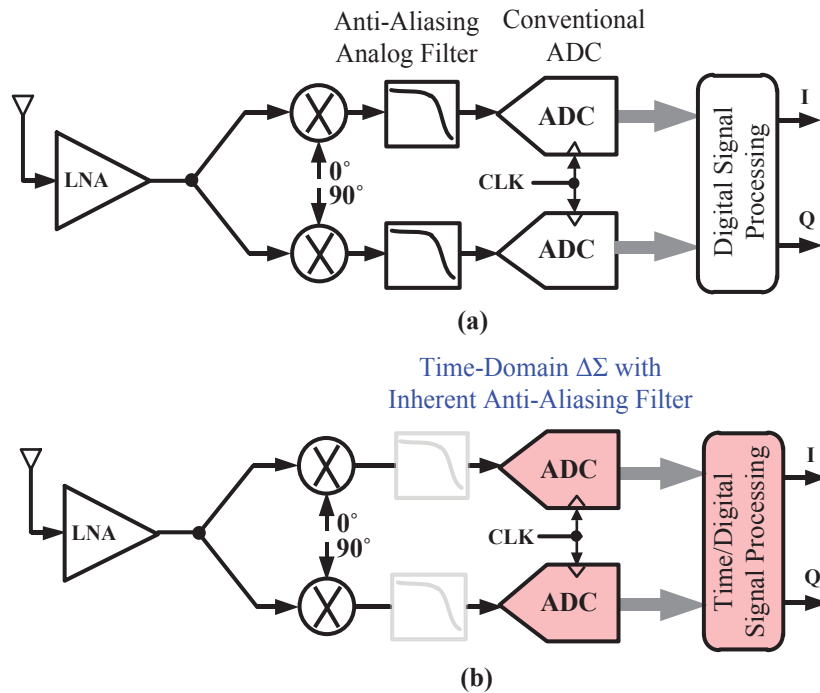 Anti-Aliasing
Analog Filter
Conventional
ADC
LNA
0°
90°
CLK
ADC
ADC
Digital Signal
Processing
I
Q
(a)
Time-Domain ΔΣ with
Inherent Anti-Aliasing Filter
LNA
0°
90°
CLK
ADC
ADC
Time/Digital
Signal Processing
I
Q
(b)